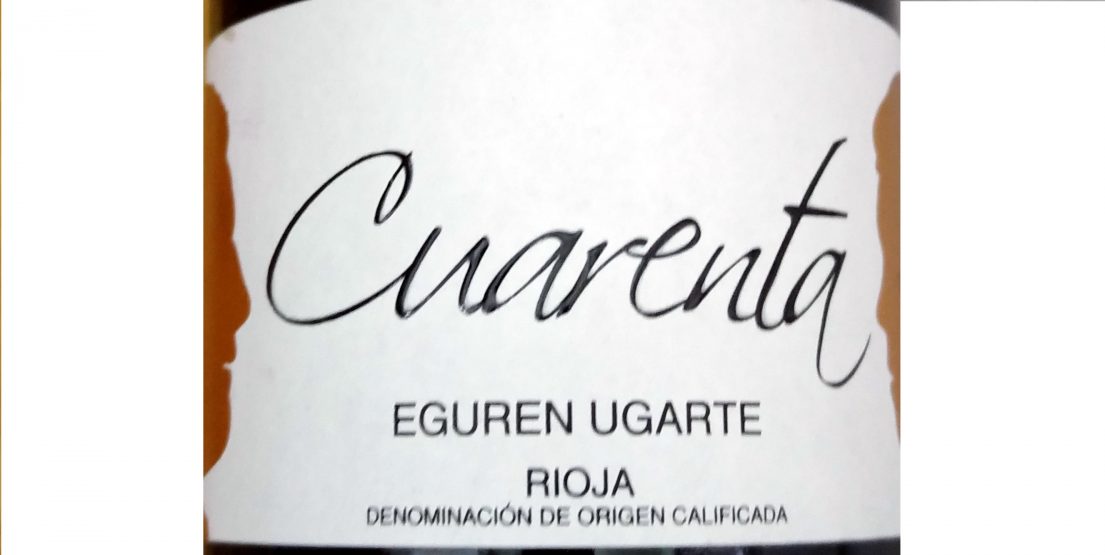 Cuarenta
EGUREN UGARTE
RIOJA
DENOMINACIÓN DE ORIGEN CALIFICADA